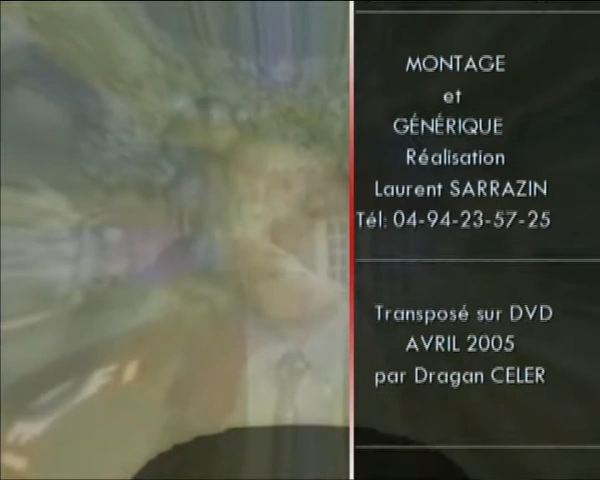 MONTAGE
et
GÉNÉRIQUE
Réalisation
Laurent SARRAZIN
Tél: 04-94-23-57-25
Transposé sur DVD
AVRIL 2005
par Dragan CELER